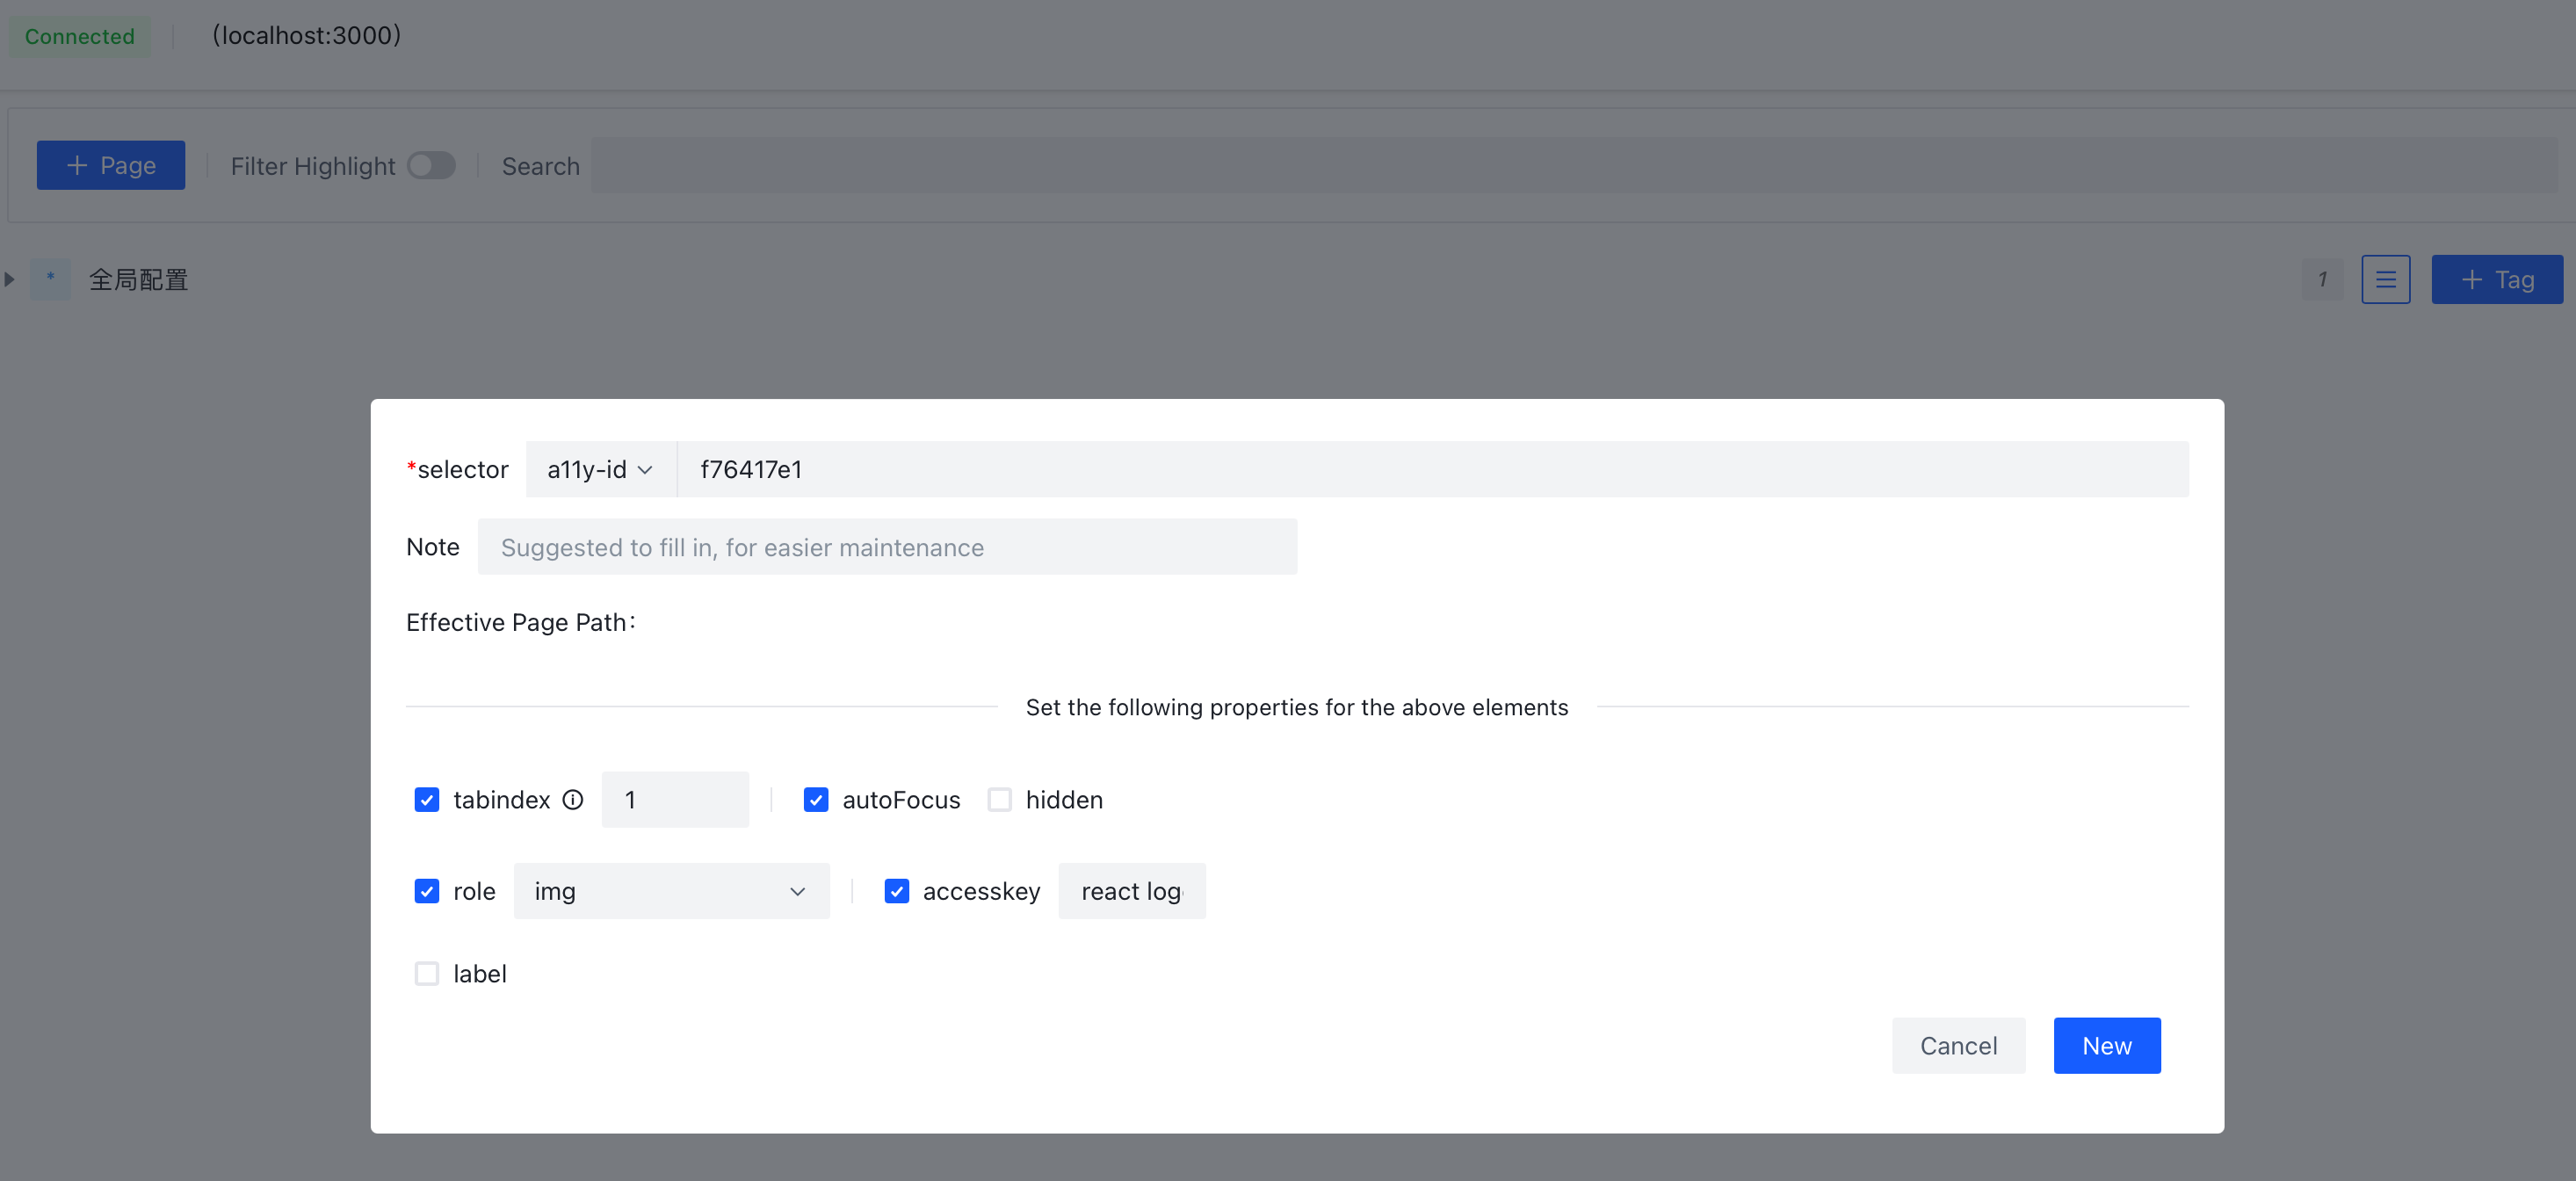 Connected (localhost:3000)
+ Page Filter Highlight Search
* 全局配置 1 + Tag
*selector a11y-id f76417e1
Note Suggested to fill in, for easier maintenance
Effective Page Path:
Set the following properties for the above elements
tabindex 1 autoFocus hidden
role img accesskey react log
label
Cancel New